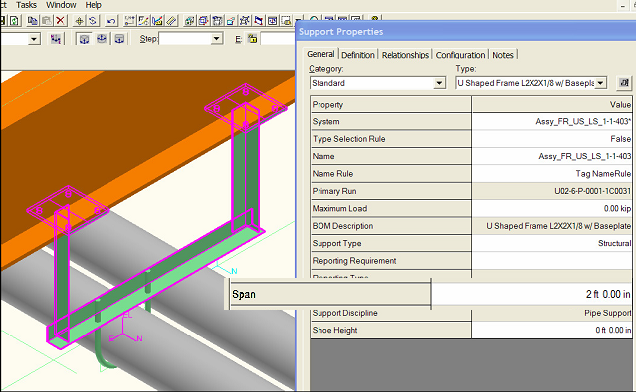 ct Tasks Window Help
Step: E:
Support Properties
General Definition Relationships Configuration Notes
Category: Type:
Standard U Shaped Frame L2X2X1/8 w/ Basepla
Property Value
System Assy_FR_US_LS_1-1-403*
Type Selection Rule False
Name Assy_FR_US_LS_1-1-403
Name Rule Tag NameRule
Primary Run U02-6-P-0001-1C0031
Maximum Load 0.00 kip
BOM Description U Shaped Frame L2X2X1/8 w/ Baseplate
Support Type Structural
Reporting Requirement
Reporting Type
Span 2 ft 0.00 in
Support Discipline Pipe Support
Shoe Height 0 ft 0.00 in
N
EL
E N